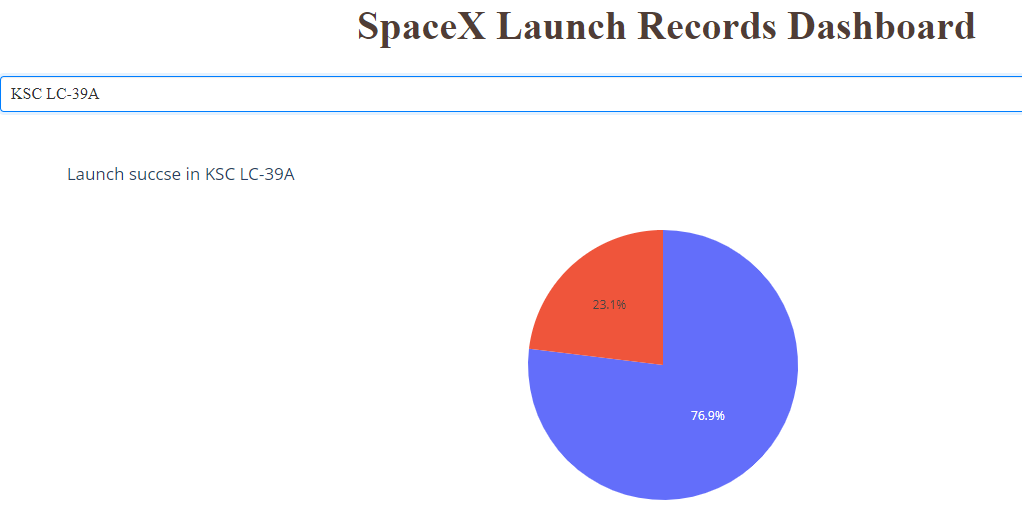 SpaceX Launch Records Dashboard
KSC LC-39A
Launch succse in KSC LC-39A
23.1%
76.9%